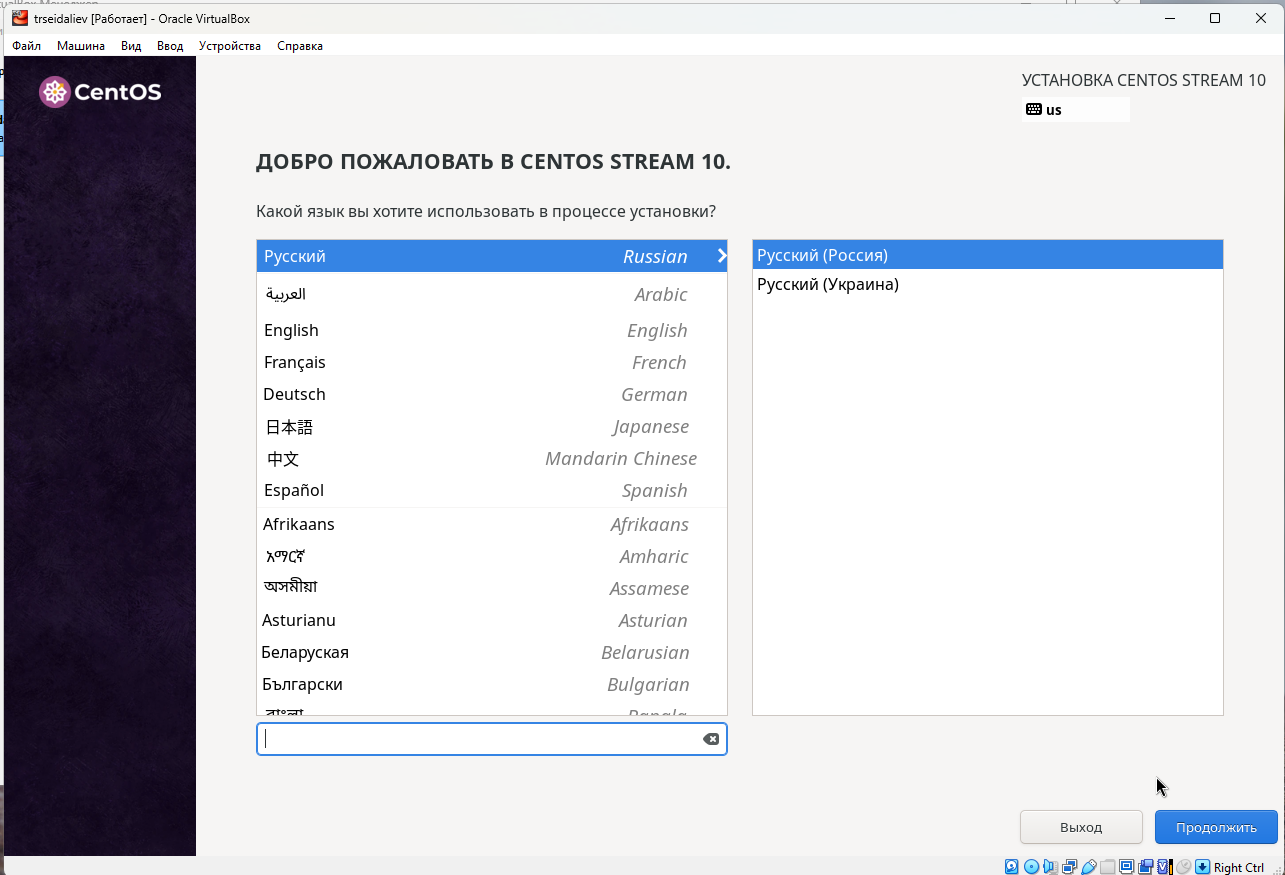 trseidaliev [Работает] - Oracle VirtualBox
Файл Машина Вид Ввод Устройства Справка
CentOS
УСТАНОВКА CENTOS STREAM 10
us
ДОБРО ПОЖАЛОВАТЬ В CENTOS STREAM 10.
Какой язык вы хотите использовать в процессе установки?
Русский Russian
العربية Arabic
English English
Français French
Deutsch German
日本語 Japanese
中文 Mandarin Chinese
Español Spanish
Afrikaans Afrikaans
አማርኛ Amharic
অসমীয়া Assamese
Asturianu Asturian
Беларуская Belarusian
Български Bulgarian
বাংলা Bangla
Русский (Россия)
Русский (Украина)
Выход Продолжить
Right Ctrl